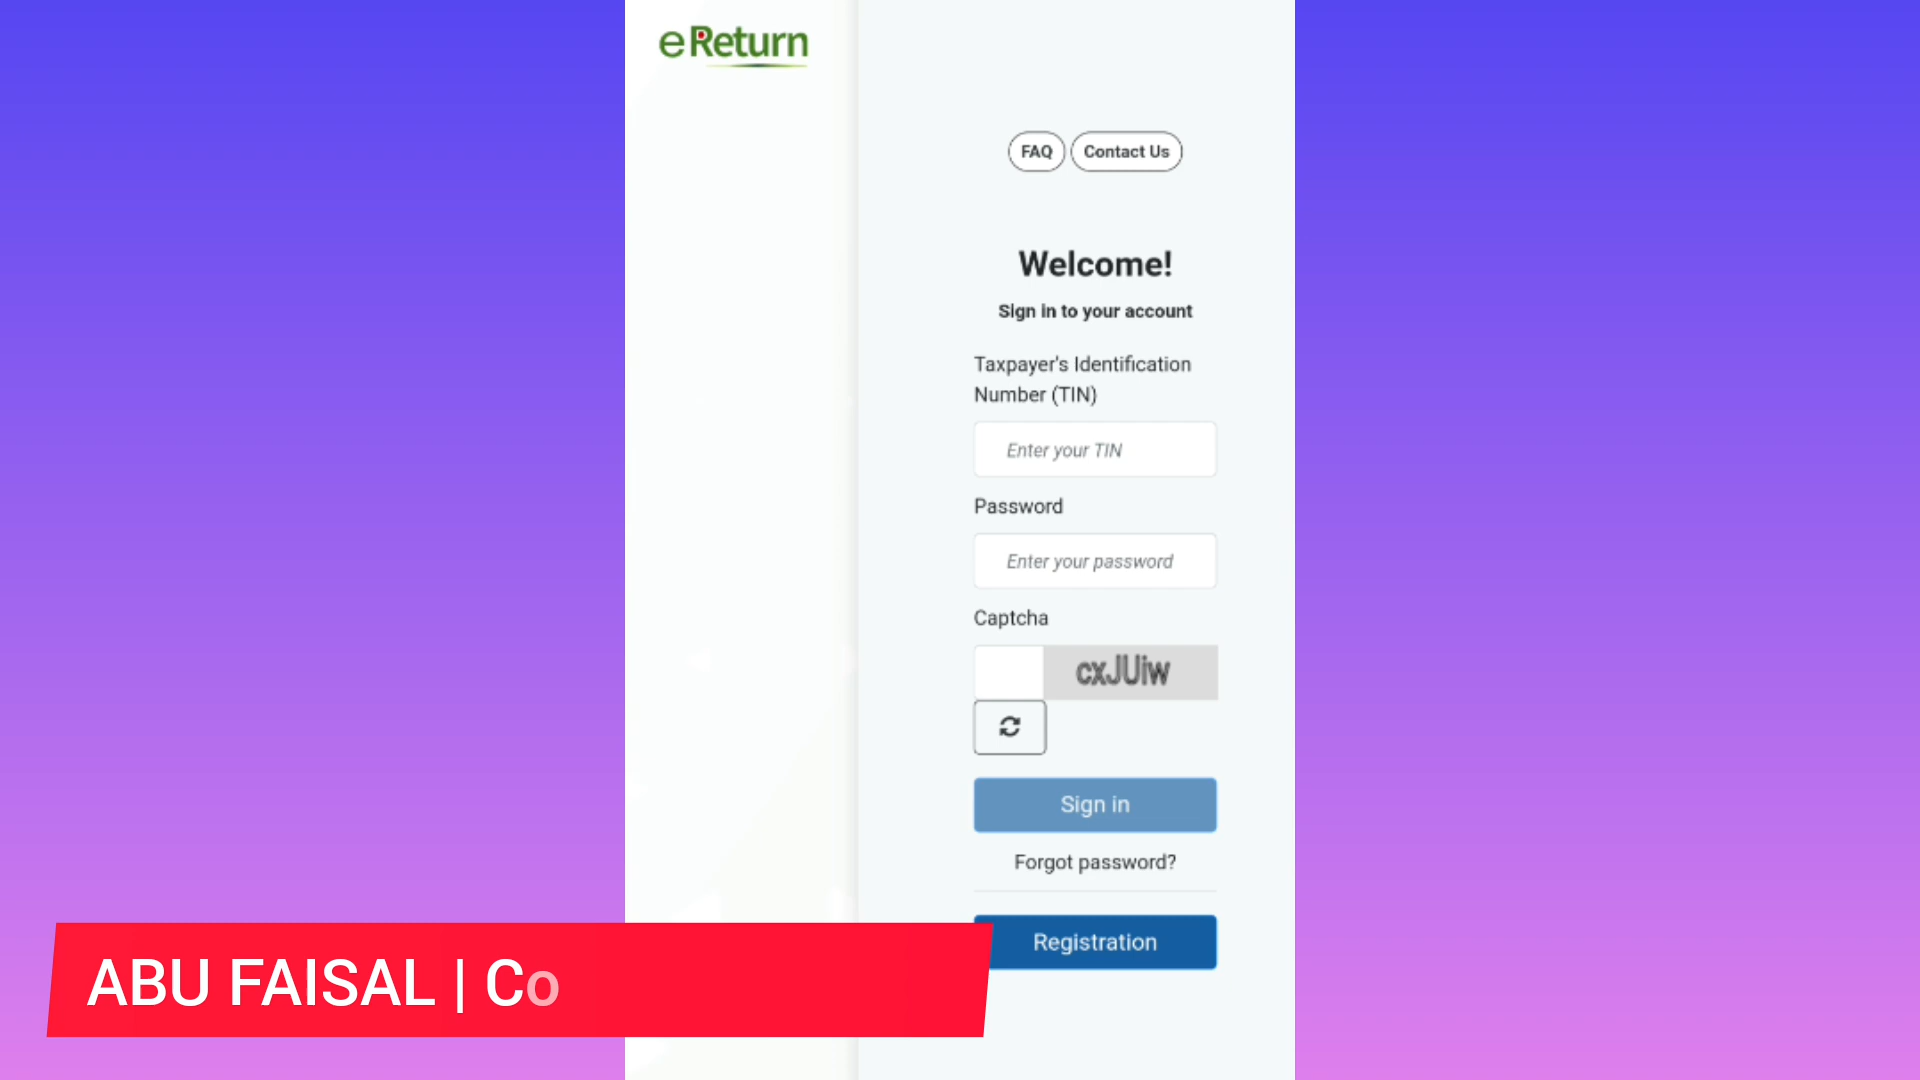 eReturn
FAQ
Contact Us
Welcome!
Sign in to your account
Taxpayer's Identification
Number (TIN)
Enter your TIN
Password
Enter your password
Captcha
cxJUiw
Sign in
Forgot password?
Registration
ABU FAISAL | Co